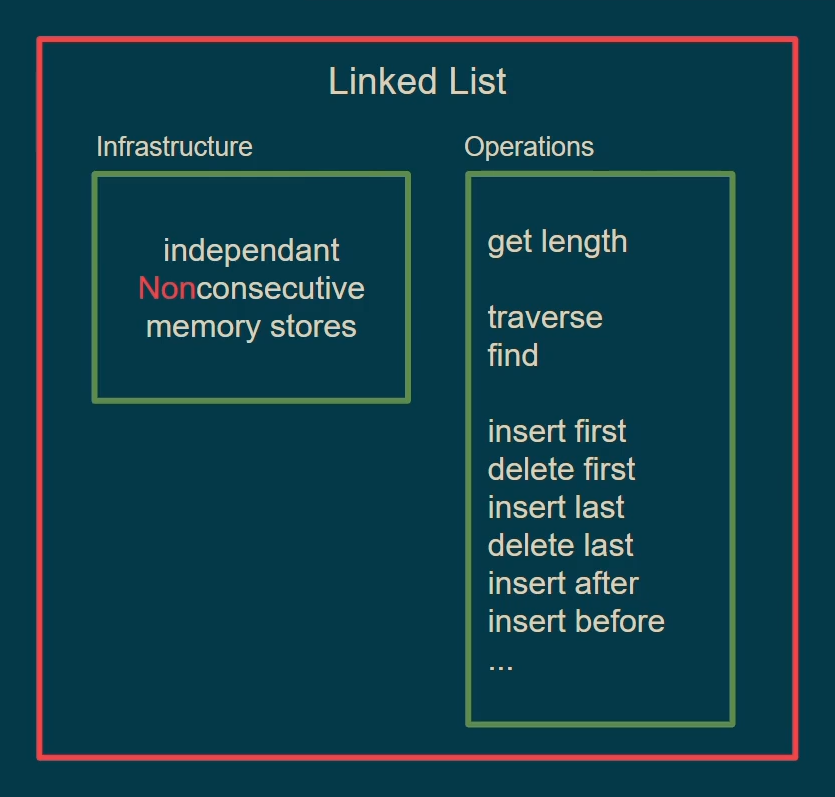 Linked List
Infrastructure
independant
Nonconsecutive
memory stores
Operations
get length
traverse
find
insert first
delete first
insert last
delete last
insert after
insert before
...